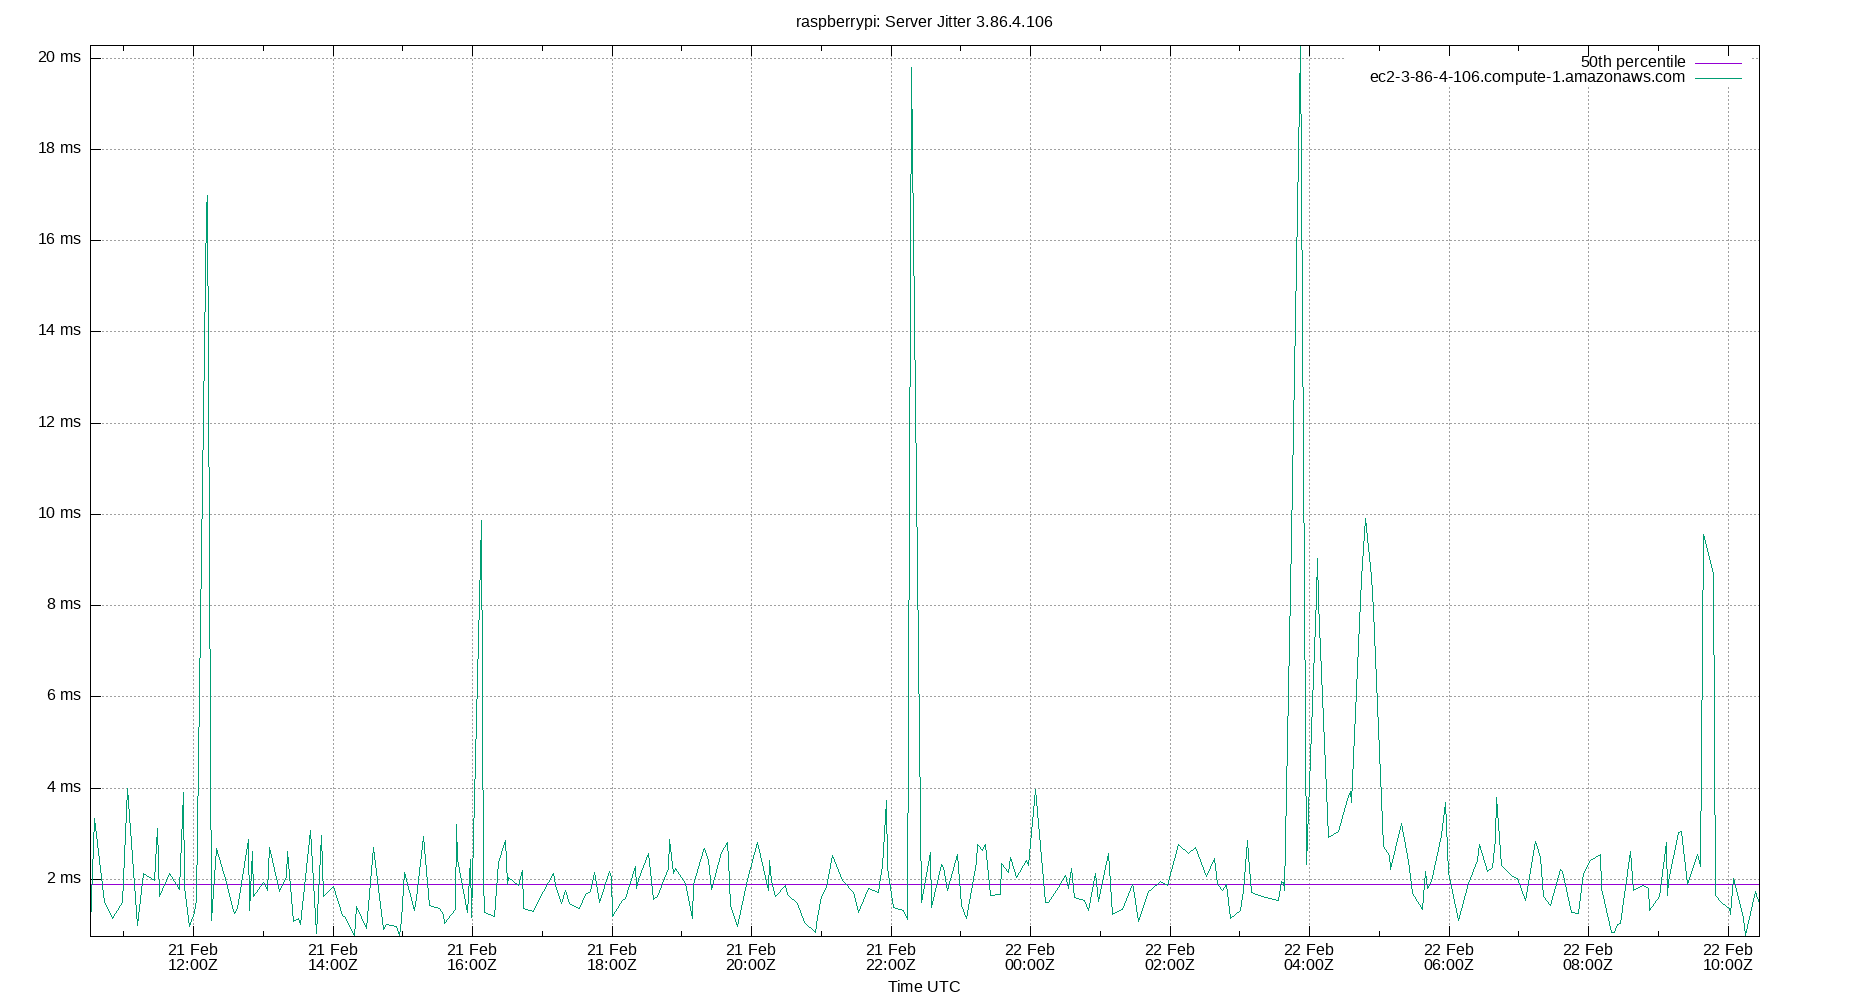 raspberrypi: Server Jitter 3.86.4.106
20 ms
18 ms
16 ms
14 ms
12 ms
10 ms
8 ms
6 ms
4 ms
2 ms
50th percentile
ec2-3-86-4-106.compute-1.amazonaws.com
21 Feb 21 Feb 21 Feb 21 Feb 21 Feb 21 Feb 22 Feb 22 Feb 22 Feb 22 Feb 22 Feb 22 Feb
12:00Z 14:00Z 16:00Z 18:00Z 20:00Z 22:00Z 00:00Z 02:00Z 04:00Z 06:00Z 08:00Z 10:00Z
Time UTC